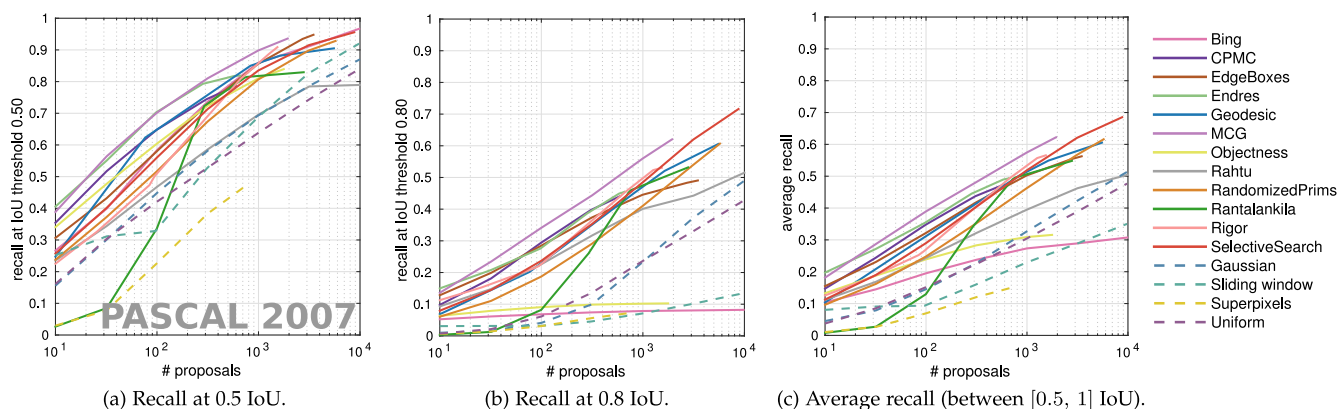 recall at IoU threshold 0.50
1
0.9
0.8
0.7
0.6
0.5
0.4
0.3
0.2
0.1
0
10^1
10^2
10^3
10^4
# proposals
PASCAL 2007
(a) Recall at 0.5 IoU.
recall at IoU threshold 0.80
1
0.9
0.8
0.7
0.6
0.5
0.4
0.3
0.2
0.1
0
10^1
10^2
10^3
10^4
# proposals
(b) Recall at 0.8 IoU.
average recall
1
0.9
0.8
0.7
0.6
0.5
0.4
0.3
0.2
0.1
0
10^1
10^2
10^3
10^4
# proposals
(c) Average recall (between [0.5, 1] IoU).
Bing
CPMC
EdgeBoxes
Endres
Geodesic
MCG
Objectness
Rahtu
RandomizedPrims
Rantalankila
Rigor
SelectiveSearch
Gaussian
Sliding window
Superpixels
Uniform